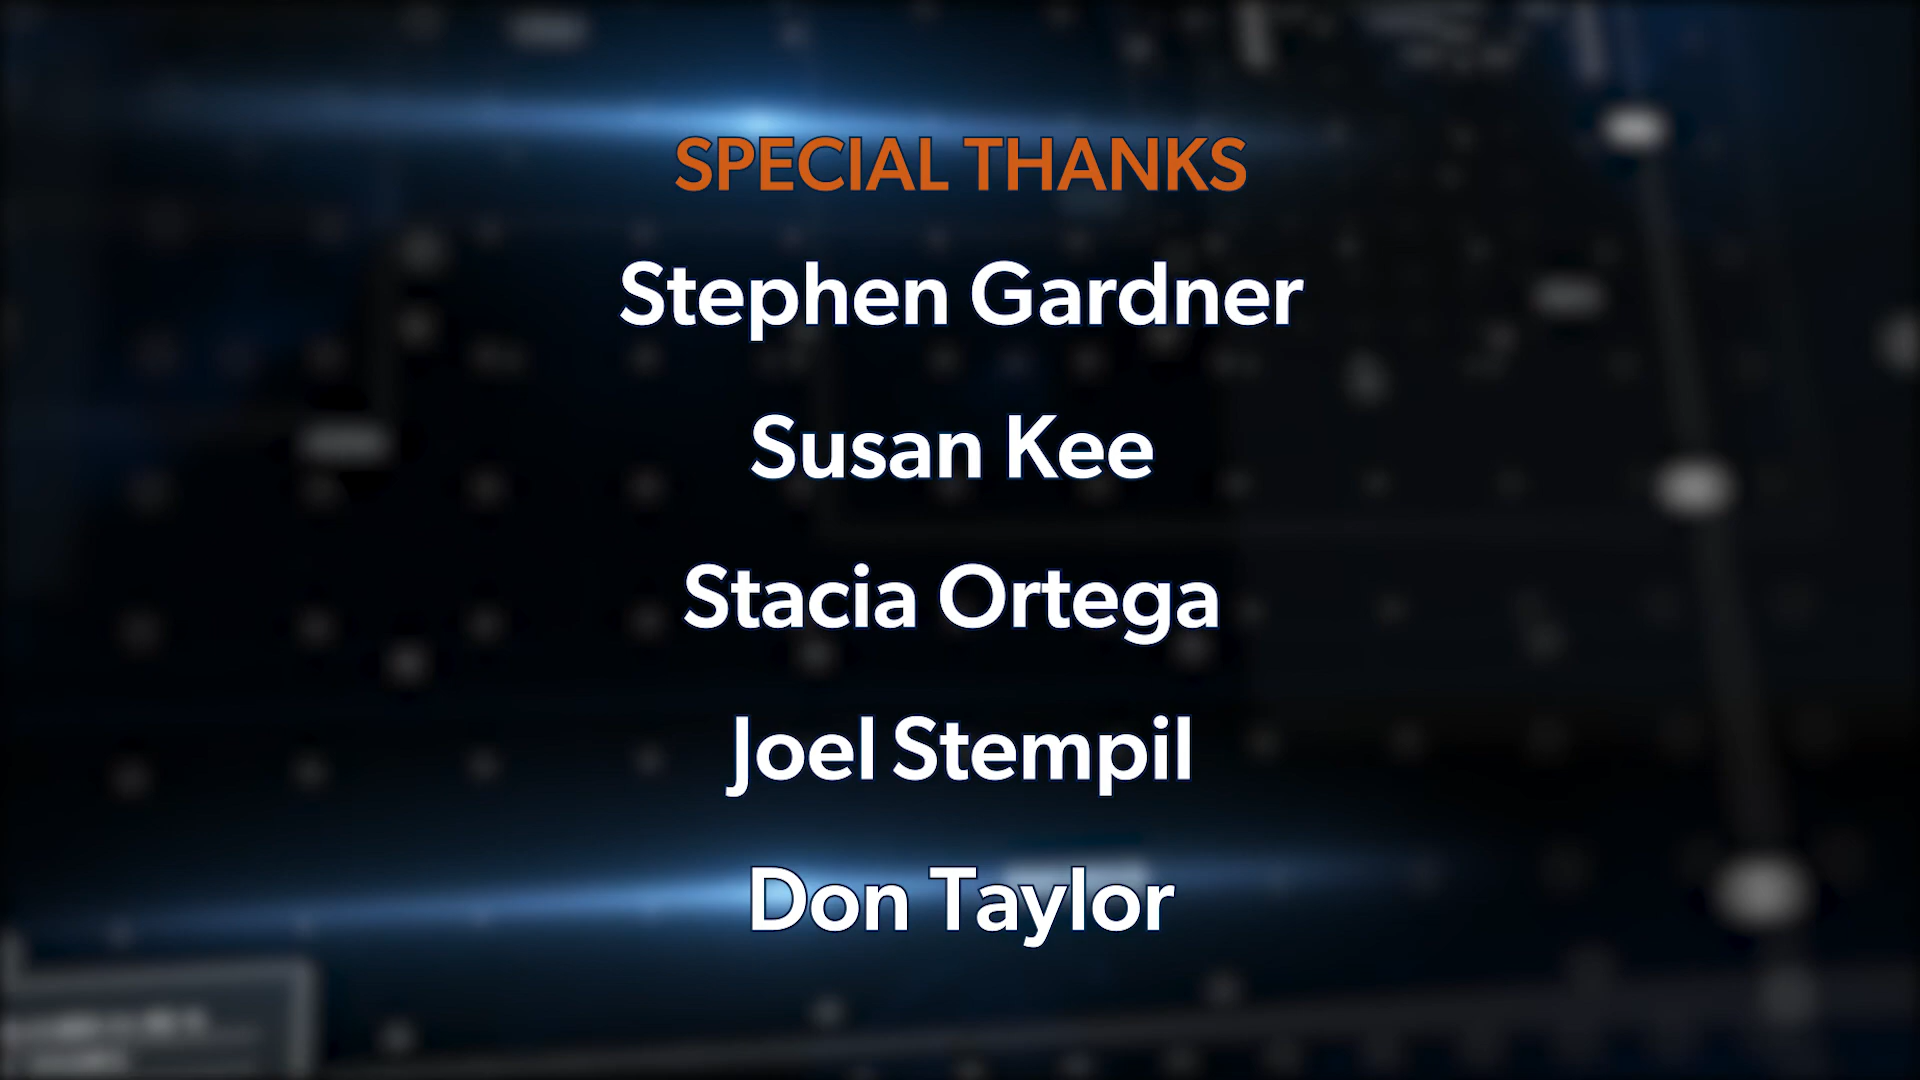 SPECIAL THANKS
Stephen Gardner
Susan Kee
Stacia Ortega
Joel Stempil
Don Taylor